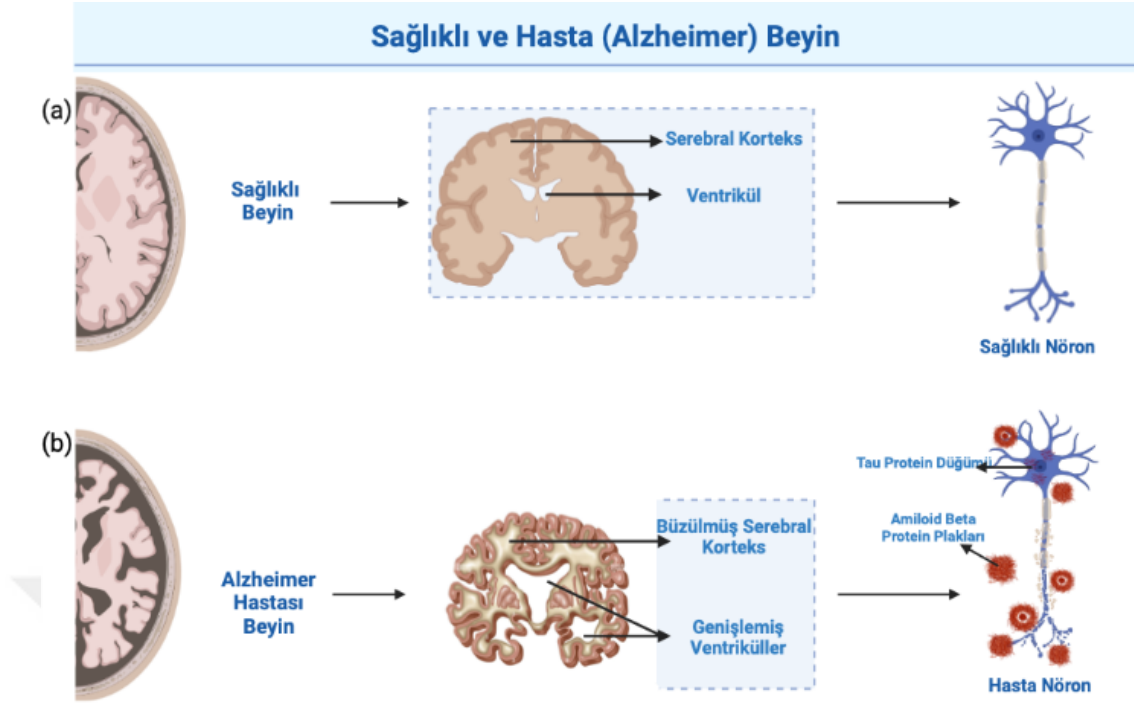 Sağlıklı ve Hasta (Alzheimer) Beyin
(a)
Sağlıklı
Beyin
Serebral Korteks
Ventrikül
Sağlıklı Nöron
(b)
Alzheimer
Hastası
Beyin
Büzülmüş Serebral
Korteks
Genişlemiş
Ventriküller
Tau Protein Düğümü
Amiloid Beta
Protein Plakları
Hasta Nöron